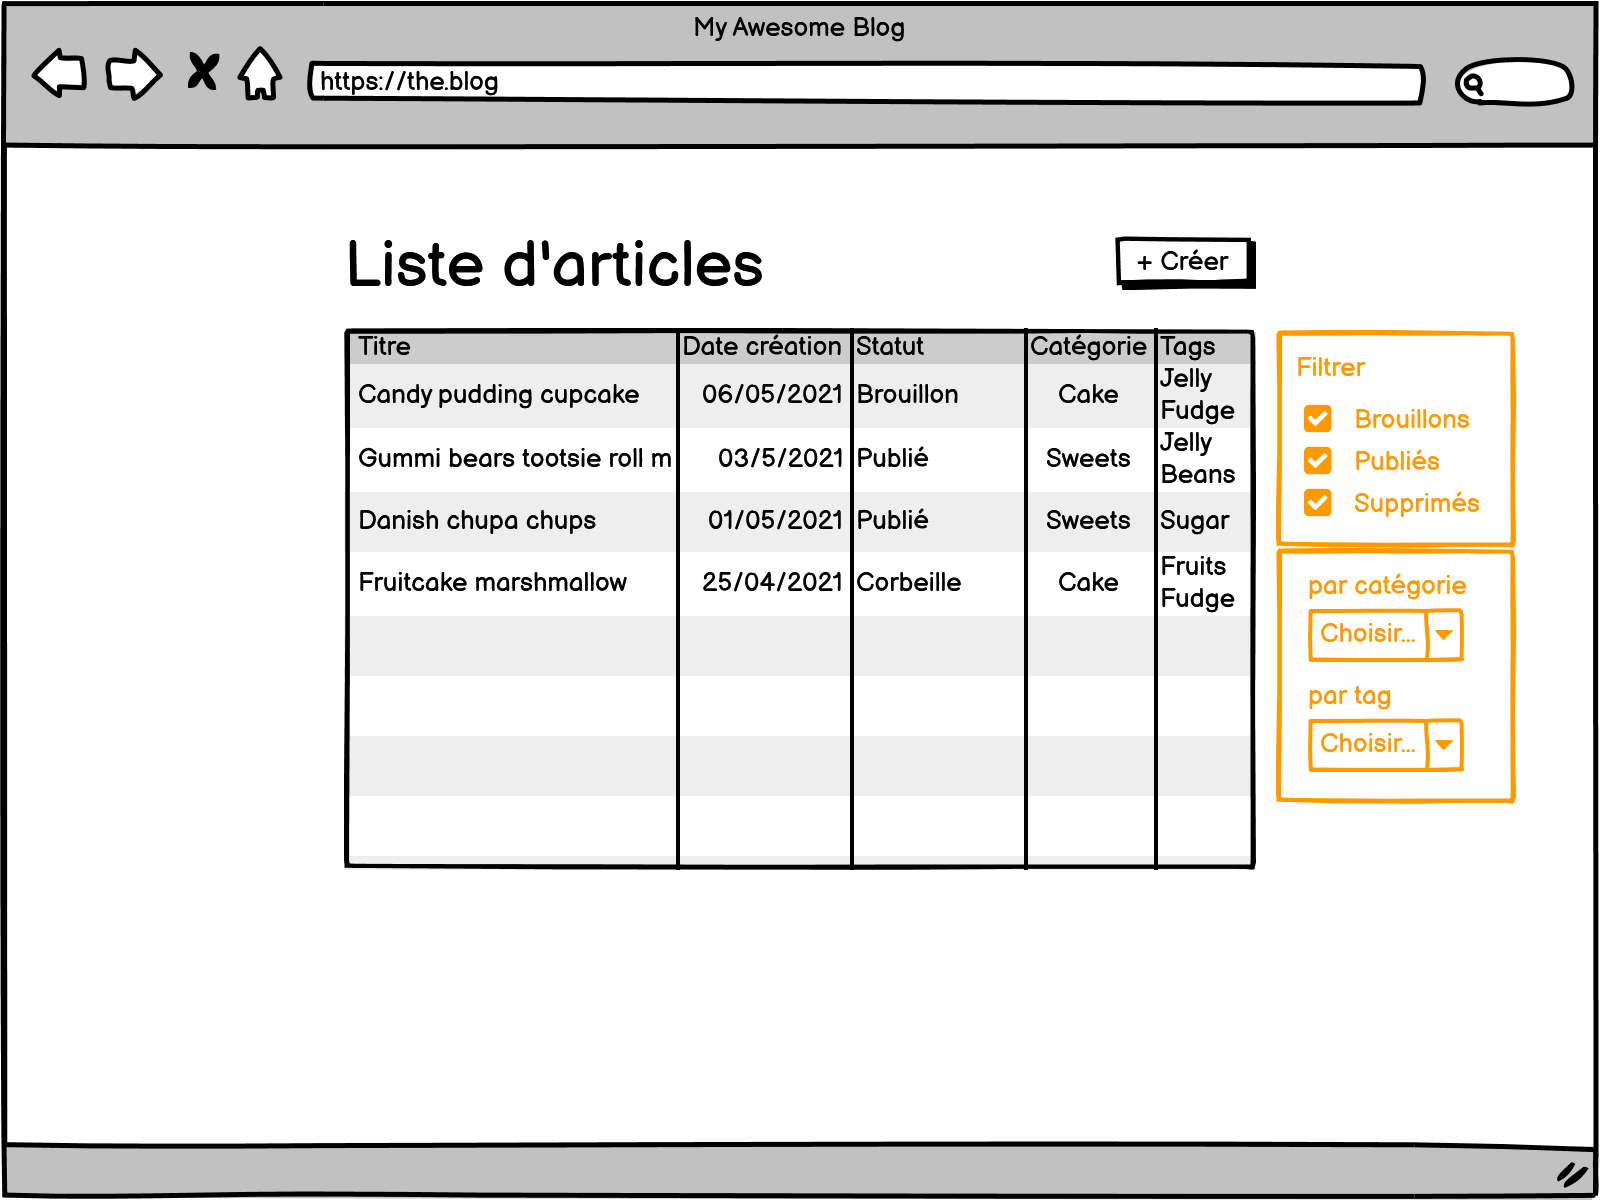 My Awesome Blog
https://the.blog
Liste d'articles
+ Créer
Titre Date création Statut Catégorie Tags
Candy pudding cupcake 06/05/2021 Brouillon Cake Jelly
Fudge
Gummi bears tootsie roll m 03/5/2021 Publié Sweets Jelly
Beans
Danish chupa chups 01/05/2021 Publié Sweets Sugar
Fruitcake marshmallow 25/04/2021 Corbeille Cake Fruits
Fudge
Filtrer
Brouillons
Publiés
Supprimés
par catégorie
Choisir...
par tag
Choisir...